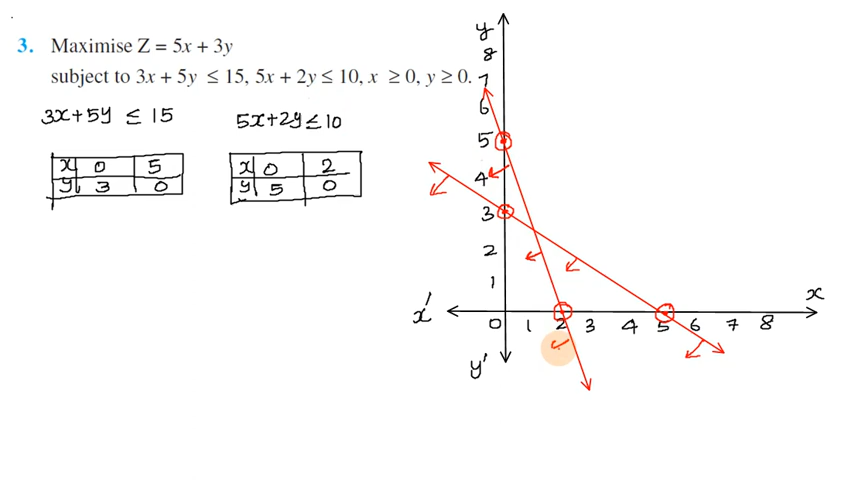 3. Maximise Z = 5x + 3y
subject to 3x + 5y ≤ 15, 5x + 2y ≤ 10, x ≥ 0, y ≥ 0.
3x+5y ≤ 15
5x+2y ≤ 10
x 0 5
y 3 0
x 0 2
y 5 0
y
8
7
6
5
4
3
2
1
x' 0 1 2 3 4 5 6 7 8 x
y'